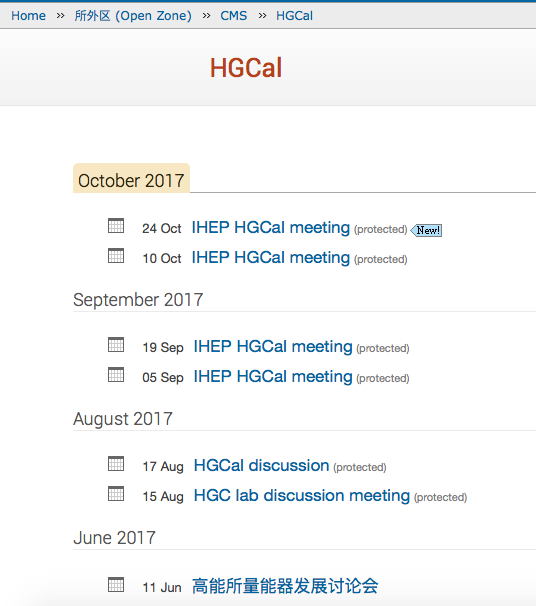 Home » 所外区 (Open Zone) » CMS » HGCal
HGCal
October 2017
24 Oct IHEP HGCal meeting (protected) New!
10 Oct IHEP HGCal meeting (protected)
September 2017
19 Sep IHEP HGCal meeting (protected)
05 Sep IHEP HGCal meeting (protected)
August 2017
17 Aug HGCal discussion (protected)
15 Aug HGC lab discussion meeting (protected)
June 2017
11 Jun 高能所量能器发展讨论会